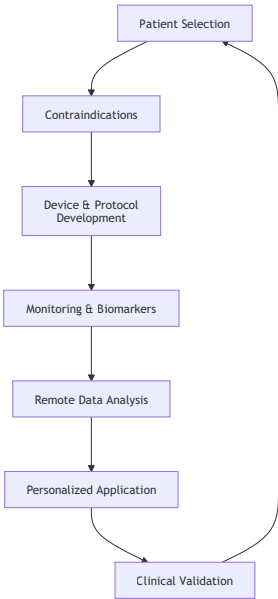 Patient Selection
Contraindications
Device & Protocol
Development
Monitoring & Biomarkers
Remote Data Analysis
Personalized Application
Clinical Validation